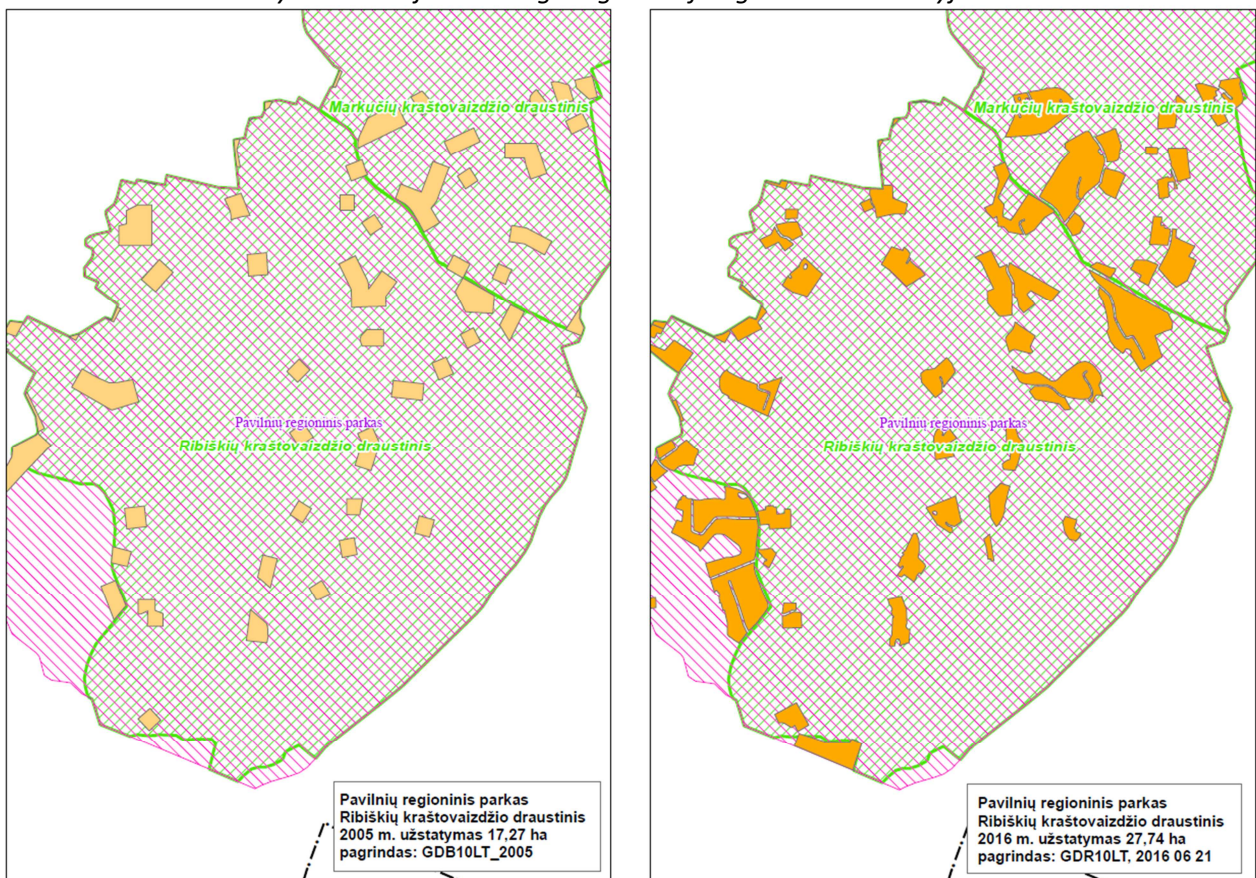 Markučių kraštovaizdžio draustinis
Pavilnių regioninis parkas
Ribiškių kraštovaizdžio draustinis
Pavilnių regioninis parkas
Ribiškių kraštovaizdžio draustinis
2005 m. užstatymas 17,27 ha
pagrindas: GDB10LT_2005
Markučių kraštovaizdžio draustinis
Pavilnių regioninis parkas
Ribiškių kraštovaizdžio draustinis
Pavilnių regioninis parkas
Ribiškių kraštovaizdžio draustinis
2016 m. užstatymas 27,74 ha
pagrindas: GDR10LT, 2016 06 21